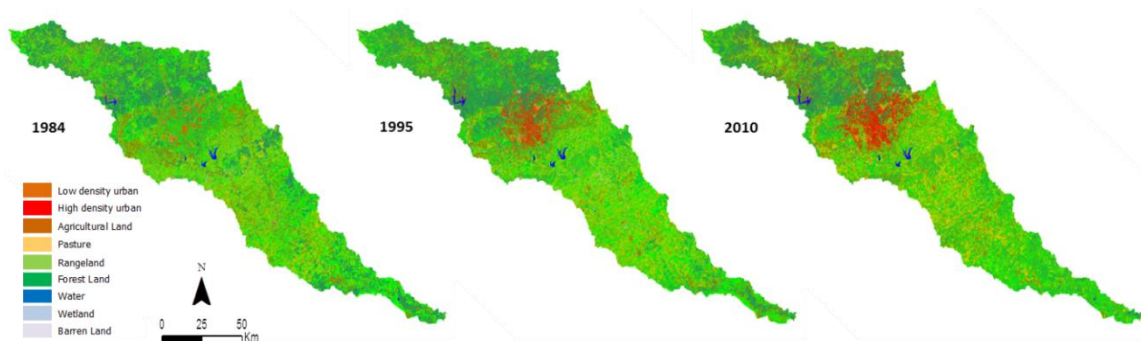 1984
1995
2010
Low density urban
High density urban
Agricultural Land
Pasture
Rangeland
Forest Land
Water
Wetland
Barren Land
N
0 25 50
Km